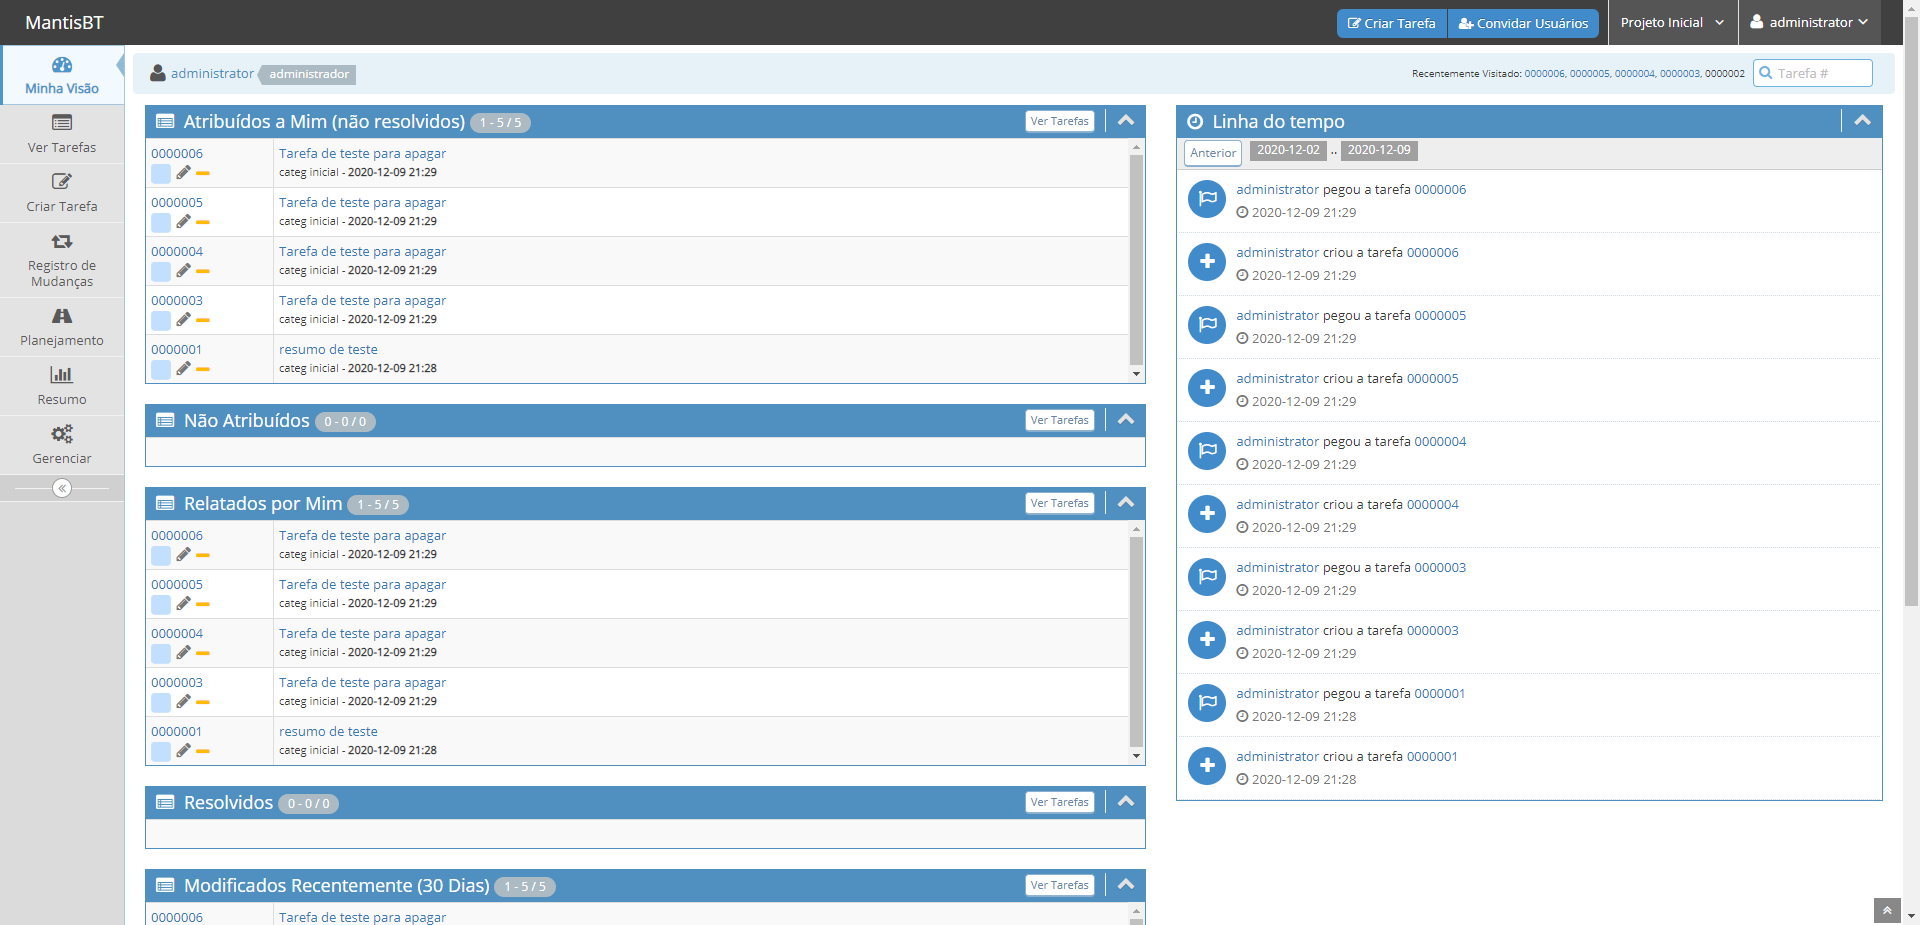 MantisBT
Criar Tarefa
Convidar Usuários
Projeto Inicial
administrator
Minha Visão
Ver Tarefas
Criar Tarefa
Registro de
Mudanças
Planejamento
Resumo
Gerenciar
administrator administrador
Recentemente Visitado: 0000006, 0000005, 0000004, 0000003, 0000002
Tarefa #
Atribuídos a Mim (não resolvidos) 1 - 5 / 5
Ver Tarefas
0000006 Tarefa de teste para apagar
categ inicial - 2020-12-09 21:29
0000005 Tarefa de teste para apagar
categ inicial - 2020-12-09 21:29
0000004 Tarefa de teste para apagar
categ inicial - 2020-12-09 21:29
0000003 Tarefa de teste para apagar
categ inicial - 2020-12-09 21:29
0000001 resumo de teste
categ inicial - 2020-12-09 21:28
Não Atribuídos 0 - 0 / 0
Ver Tarefas
Relatados por Mim 1 - 5 / 5
Ver Tarefas
0000006 Tarefa de teste para apagar
categ inicial - 2020-12-09 21:29
0000005 Tarefa de teste para apagar
categ inicial - 2020-12-09 21:29
0000004 Tarefa de teste para apagar
categ inicial - 2020-12-09 21:29
0000003 Tarefa de teste para apagar
categ inicial - 2020-12-09 21:29
0000001 resumo de teste
categ inicial - 2020-12-09 21:28
Resolvidos 0 - 0 / 0
Ver Tarefas
Modificados Recentemente (30 Dias) 1 - 5 / 5
Ver Tarefas
0000006 Tarefa de teste para apagar
Linha do tempo
Anterior 2020-12-02 .. 2020-12-09
administrator pegou a tarefa 0000006
2020-12-09 21:29
administrator criou a tarefa 0000006
2020-12-09 21:29
administrator pegou a tarefa 0000005
2020-12-09 21:29
administrator criou a tarefa 0000005
2020-12-09 21:29
administrator pegou a tarefa 0000004
2020-12-09 21:29
administrator criou a tarefa 0000004
2020-12-09 21:29
administrator pegou a tarefa 0000003
2020-12-09 21:29
administrator criou a tarefa 0000003
2020-12-09 21:29
administrator pegou a tarefa 0000001
2020-12-09 21:28
administrator criou a tarefa 0000001
2020-12-09 21:28